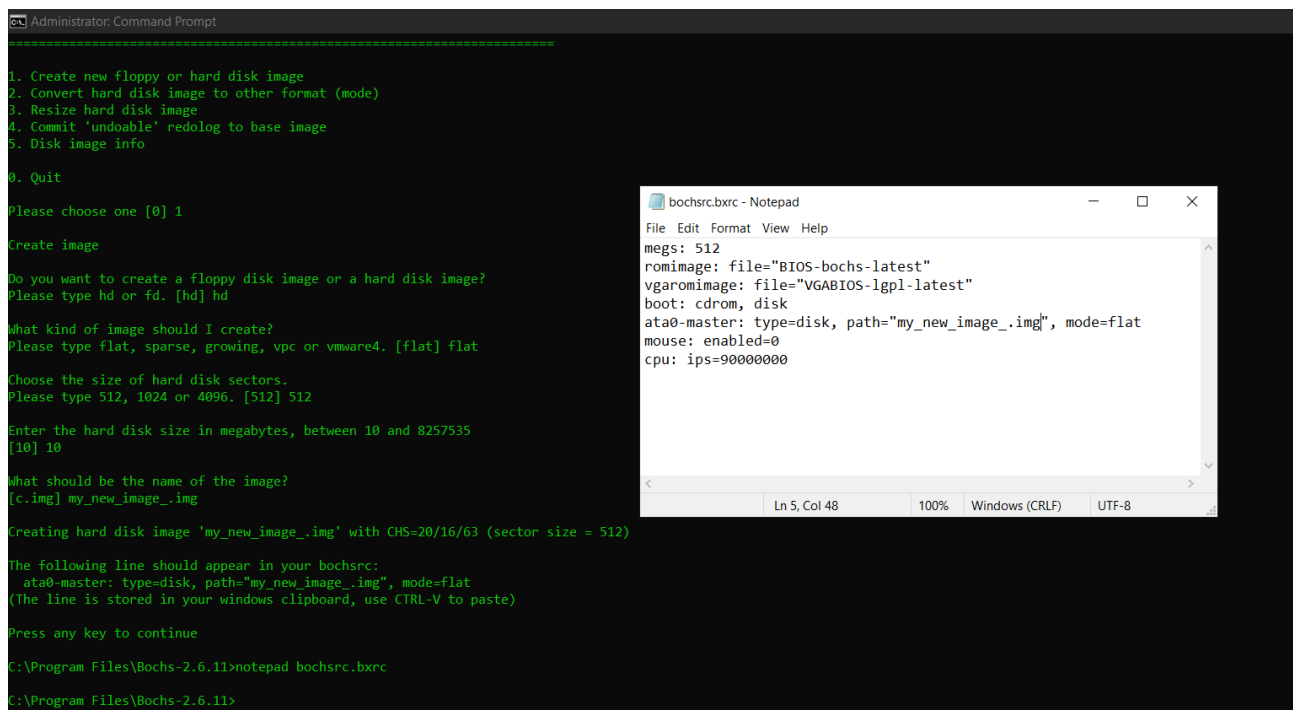 Administrator: Command Prompt
========================================================================
1. Create new floppy or hard disk image
2. Convert hard disk image to other format (mode)
3. Resize hard disk image
4. Commit 'undoable' redolog to base image
5. Disk image info
0. Quit
Please choose one [0] 1
Create image
Do you want to create a floppy disk image or a hard disk image?
Please type hd or fd. [hd] hd
What kind of image should I create?
Please type flat, sparse, growing, vpc or vmware4. [flat] flat
Choose the size of hard disk sectors.
Please type 512, 1024 or 4096. [512] 512
Enter the hard disk size in megabytes, between 10 and 8257535
[10] 10
What should be the name of the image?
[c.img] my_new_image_.img
Creating hard disk image 'my_new_image_.img' with CHS=20/16/63 (sector size = 512)
The following line should appear in your bochsrc:
ata0-master: type=disk, path="my_new_image_.img", mode=flat
(The line is stored in your windows clipboard, use CTRL-V to paste)
Press any key to continue
C:\Program Files\Bochs-2.6.11>notepad bochsrc.bxrc
C:\Program Files\Bochs-2.6.11>
bochsrc.bxrc - Notepad
File Edit Format View Help
megs: 512
romimage: file="BIOS-bochs-latest"
vgaromimage: file="VGABIOS-lgpl-latest"
boot: cdrom, disk
ata0-master: type=disk, path="my_new_image_.img", mode=flat
mouse: enabled=0
cpu: ips=90000000
Ln 5, Col 48 100% Windows (CRLF) UTF-8